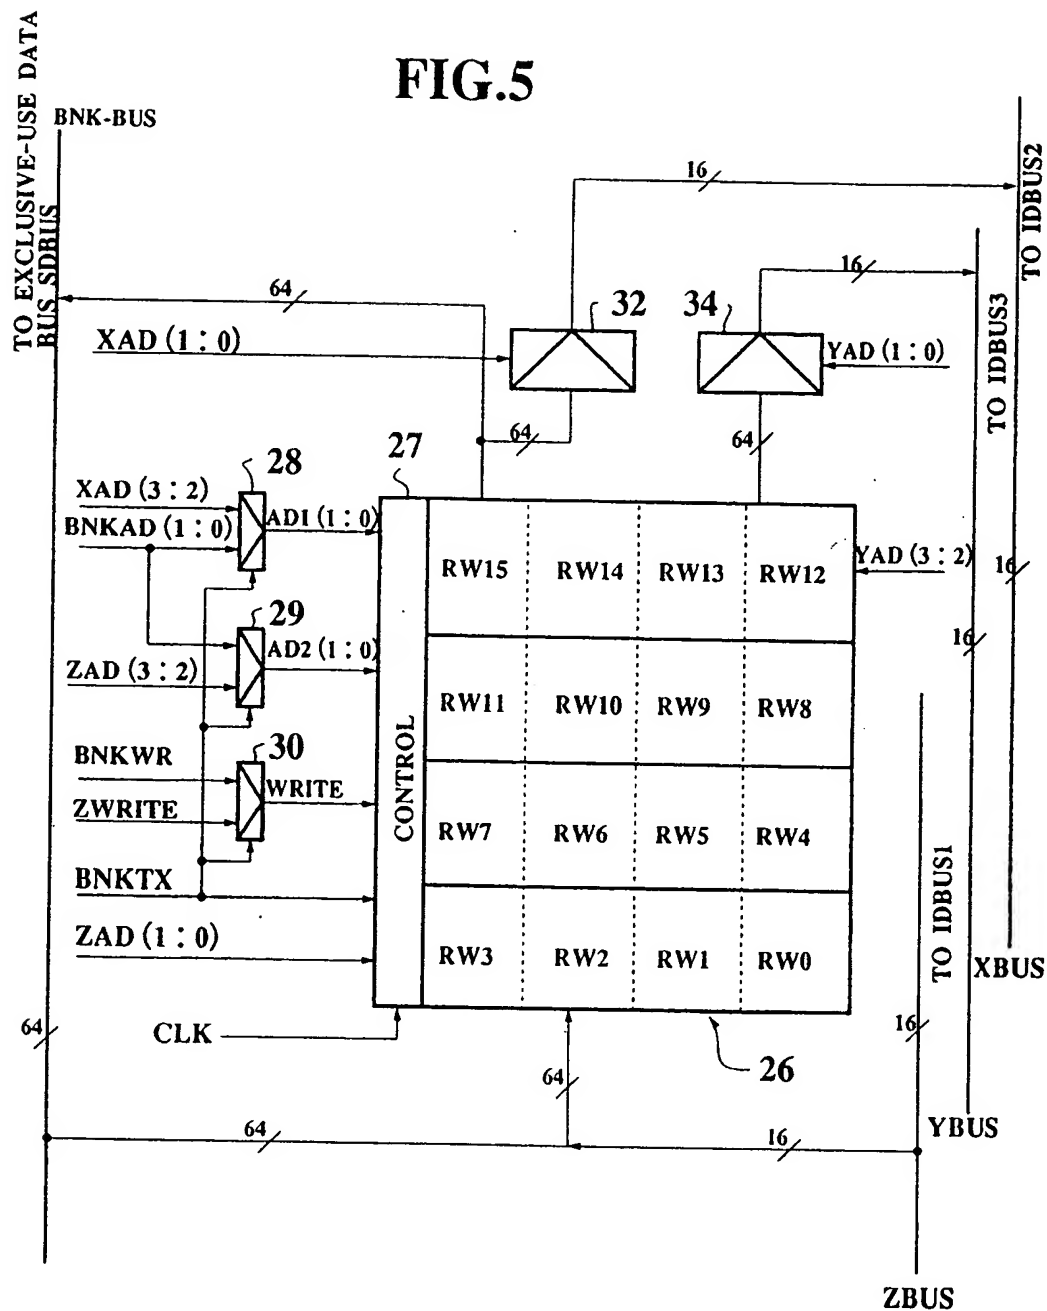 FIG.5
TO EXCLUSIVE-USE DATA
BUS SDBUS
BNK-BUS
16
TO IDBUS2
16
64
32
34
XAD (1 : 0)
YAD (1 : 0)
TO IDBUS3
64
64
27
28
XAD (3 : 2)
BNKAD (1 : 0)
AD1 (1 : 0)
YAD (3 : 2)
16
RW15 RW14 RW13 RW12
29
AD2 (1 : 0)
ZAD (3 : 2)
16
RW11 RW10 RW9 RW8
30
BNKWR
WRITE
ZWRITE
CONTROL
RW7 RW6 RW5 RW4
BNKTX
ZAD (1 : 0)
RW3 RW2 RW1 RW0
TO IDBUS1
XBUS
64
CLK
16
26
64
64
16
YBUS
ZBUS